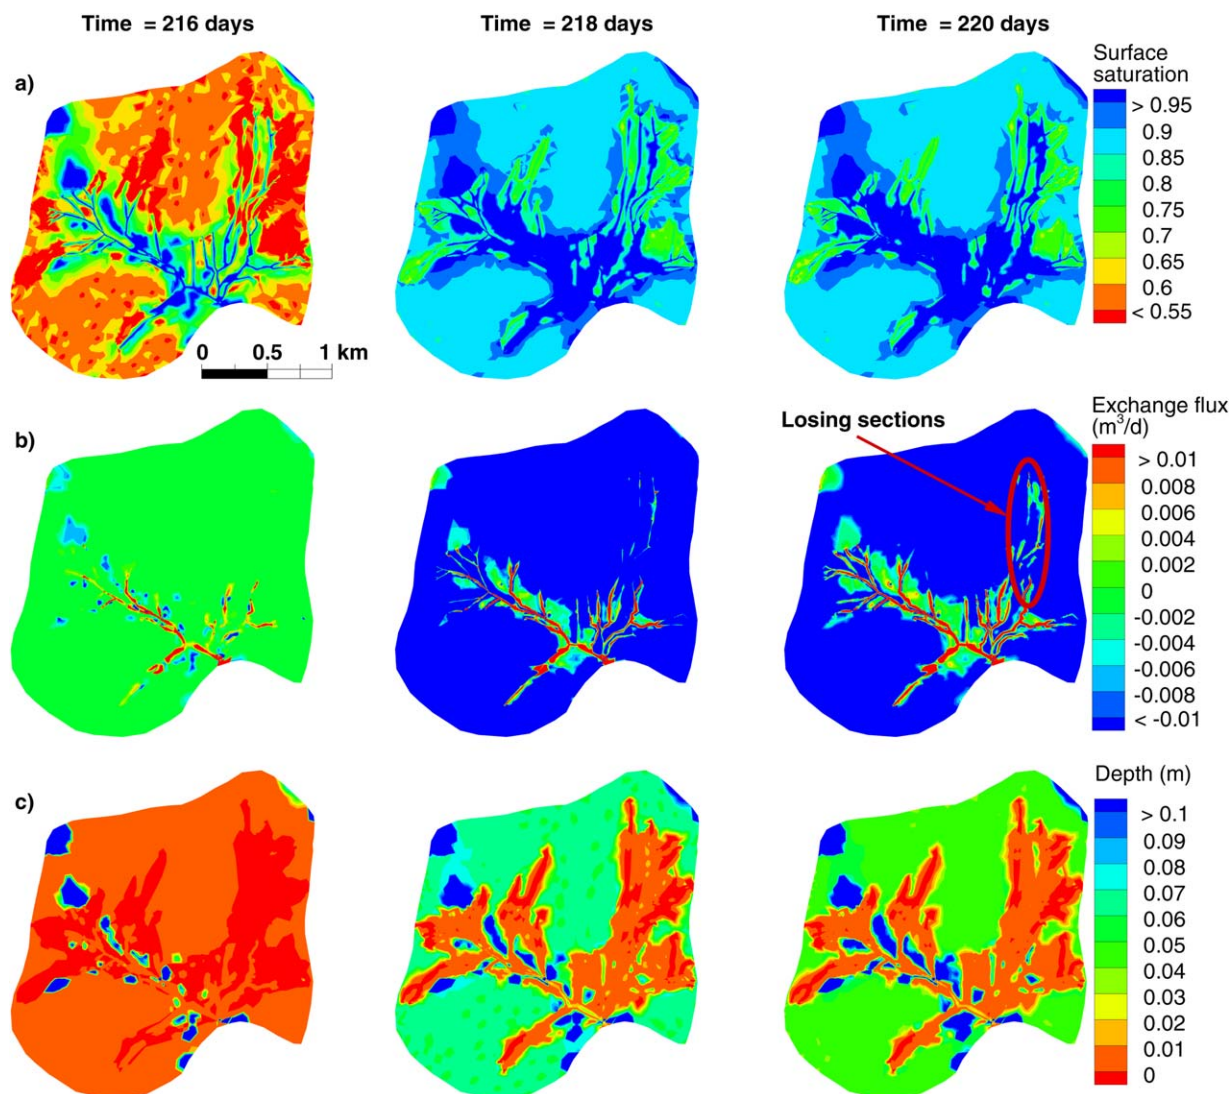 Time = 216 days
Time = 218 days
Time = 220 days
a)
Surface
saturation
> 0.95
0.9
0.85
0.8
0.75
0.7
0.65
0.6
< 0.55
0 0.5 1 km
b)
Losing sections
Exchange flux
(m³/d)
> 0.01
0.008
0.006
0.004
0.002
0
-0.002
-0.004
-0.006
-0.008
< -0.01
c)
Depth (m)
> 0.1
0.09
0.08
0.07
0.06
0.05
0.04
0.03
0.02
0.01
0